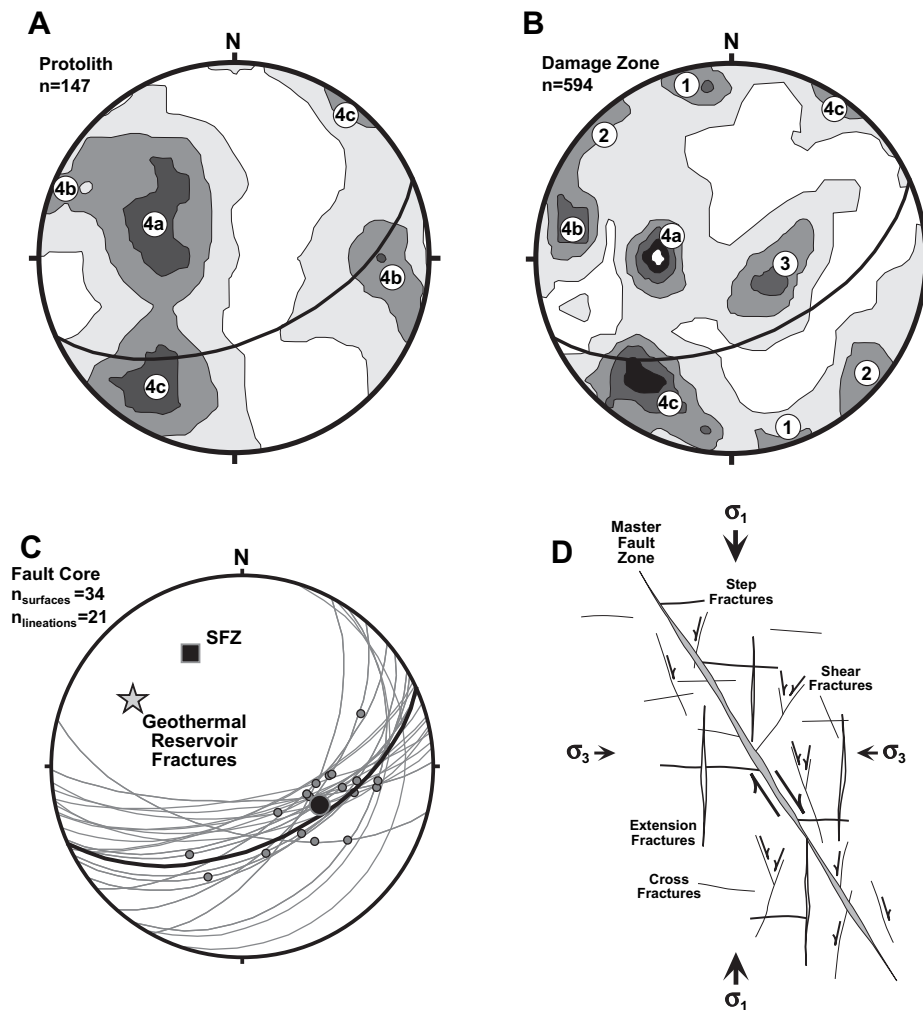 A
Protolith
n=147
N
4c
4b
4a
4b
4c
B
Damage Zone
n=594
N
1
4c
2
4b
4a
3
2
4c
1
C
Fault Core
nsurfaces =34
nlineations=21
N
SFZ
Geothermal
Reservoir
Fractures
D
σ1
Master
Fault
Zone
Step
Fractures
Shear
Fractures
σ3
σ3
Extension
Fractures
Cross
Fractures
σ1